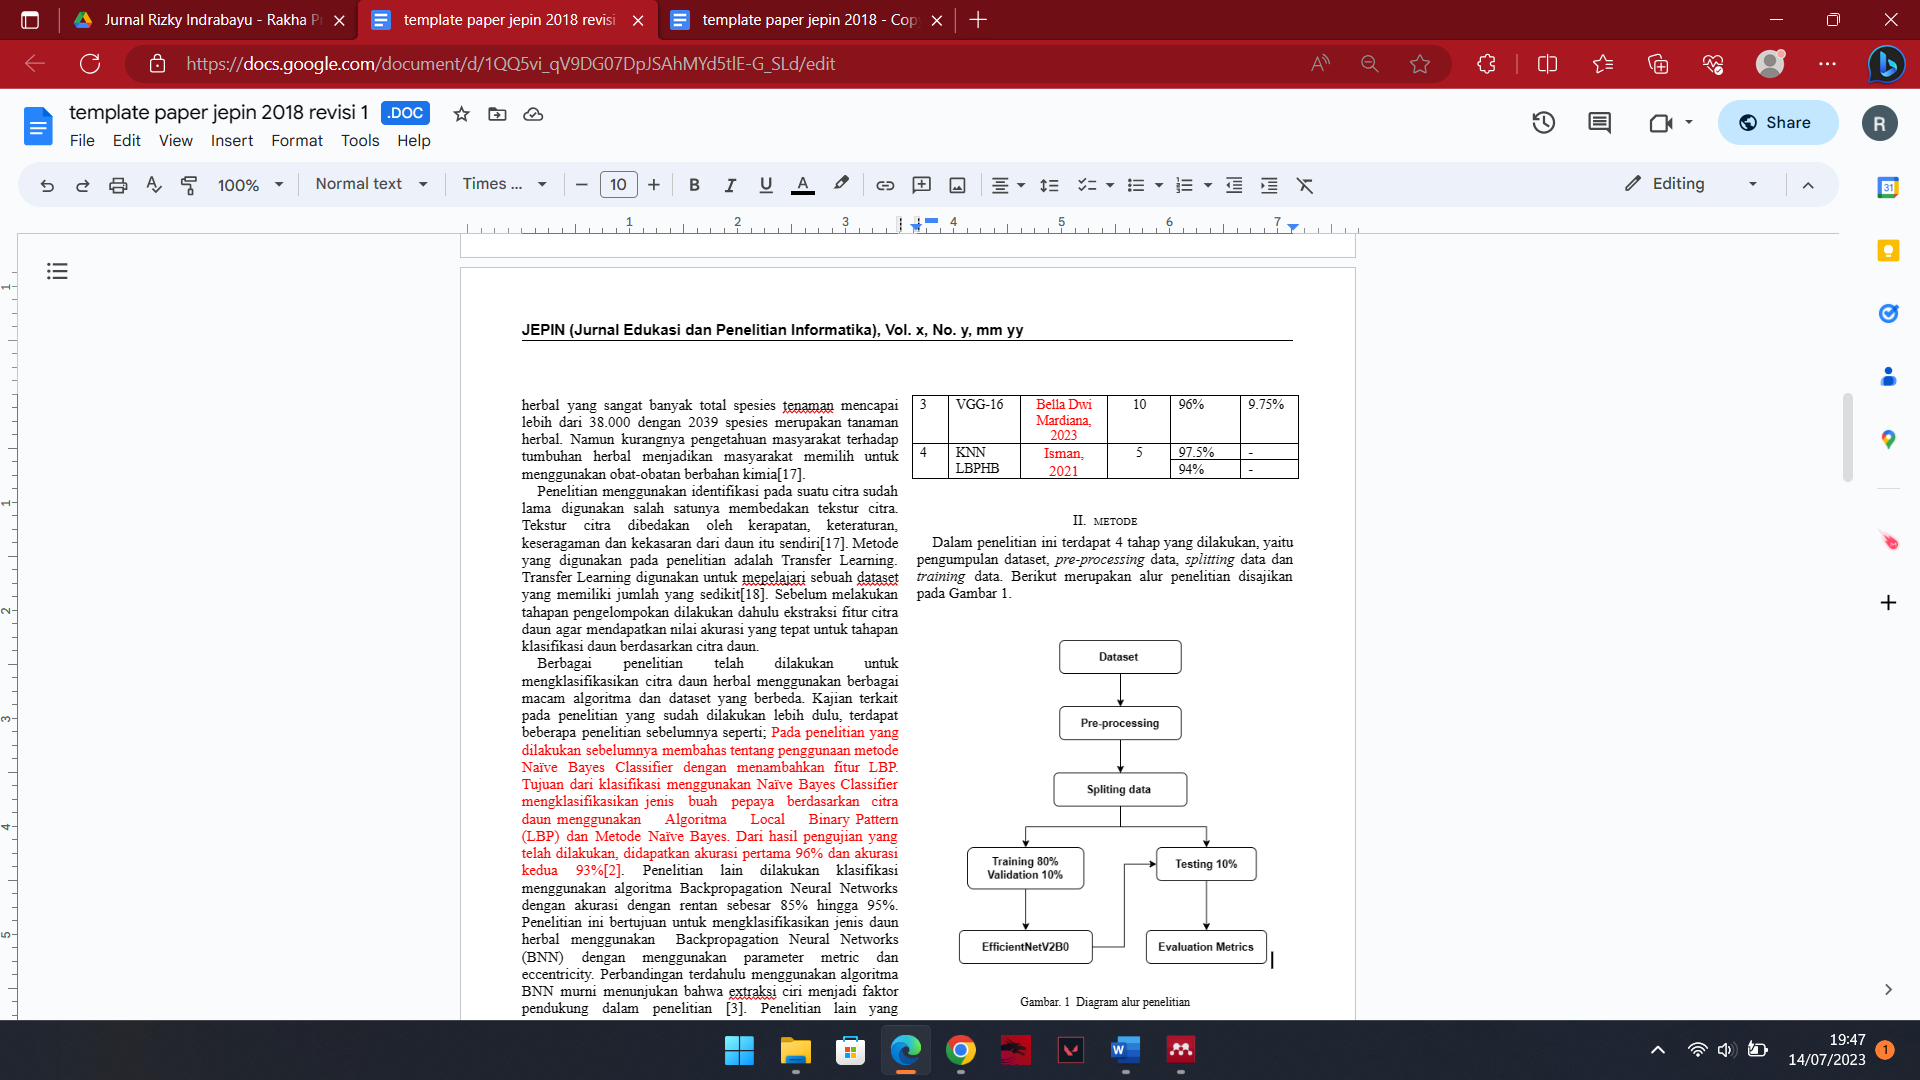 Jurnal Rizky Indrabayu - Rakha P
template paper jepin 2018 revisi
template paper jepin 2018 - Cop
https://docs.google.com/document/d/1QQ5vi_qV9DG07DpJSAhMYd5tlE-G_SLd/edit
template paper jepin 2018 revisi 1 .DOC
File Edit View Insert Format Tools Help
Share
R
100% Normal text Times ... 10 Editing
1 2 3 4 5 6 7
JEPIN (Jurnal Edukasi dan Penelitian Informatika), Vol. x, No. y, mm yy
herbal yang sangat banyak total spesies tenaman mencapai
lebih dari 38.000 dengan 2039 spesies merupakan tanaman
herbal. Namun kurangnya pengetahuan masyarakat terhadap
tumbuhan herbal menjadikan masyarakat memilih untuk
menggunakan obat-obatan berbahan kimia[17].
Penelitian menggunakan identifikasi pada suatu citra sudah
lama digunakan salah satunya membedakan tekstur citra.
Tekstur citra dibedakan oleh kerapatan, keteraturan,
keseragaman dan kekasaran dari daun itu sendiri[17]. Metode
yang digunakan pada penelitian adalah Transfer Learning.
Transfer Learning digunakan untuk mepelajari sebuah dataset
yang memiliki jumlah yang sedikit[18]. Sebelum melakukan
tahapan pengelompokan dilakukan dahulu ekstraksi fitur citra
daun agar mendapatkan nilai akurasi yang tepat untuk tahapan
klasifikasi daun berdasarkan citra daun.
Berbagai penelitian telah dilakukan untuk
mengklasifikasikan citra daun herbal menggunakan berbagai
macam algoritma dan dataset yang berbeda. Kajian terkait
pada penelitian yang sudah dilakukan lebih dulu, terdapat
beberapa penelitian sebelumnya seperti; Pada penelitian yang
dilakukan sebelumnya membahas tentang penggunaan metode
Naïve Bayes Classifier dengan menambahkan fitur LBP.
Tujuan dari klasifikasi menggunakan Naïve Bayes Classifier
mengklasifikasikan jenis buah pepaya berdasarkan citra
daun menggunakan Algoritma Local Binary Pattern
(LBP) dan Metode Naïve Bayes. Dari hasil pengujian yang
telah dilakukan, didapatkan akurasi pertama 96% dan akurasi
kedua 93%[2]. Penelitian lain dilakukan klasifikasi
menggunakan algoritma Backpropagation Neural Networks
dengan akurasi dengan rentan sebesar 85% hingga 95%.
Penelitian ini bertujuan untuk mengklasifikasikan jenis daun
herbal menggunakan Backpropagation Neural Networks
(BNN) dengan menggunakan parameter metric dan
eccentricity. Perbandingan terdahulu menggunakan algoritma
BNN murni menunjukan bahwa extraksi ciri menjadi faktor
pendukung dalam penelitian [3]. Penelitian lain yang
3 VGG-16 Bella Dwi 10 96% 9.75%
Mardiana,
2023
4 KNN Isman, 5 97.5% -
LBPHB 2021 94% -
II. METODE
Dalam penelitian ini terdapat 4 tahap yang dilakukan, yaitu
pengumpulan dataset, pre-processing data, splitting data dan
training data. Berikut merupakan alur penelitian disajikan
pada Gambar 1.
Dataset
Pre-processing
Spliting data
Training 80%
Validation 10%
Testing 10%
EfficientNetV2B0
Evaluation Metrics
Gambar. 1 Diagram alur penelitian
1
1
2
3
4
5
31
19:47
14/07/2023
1